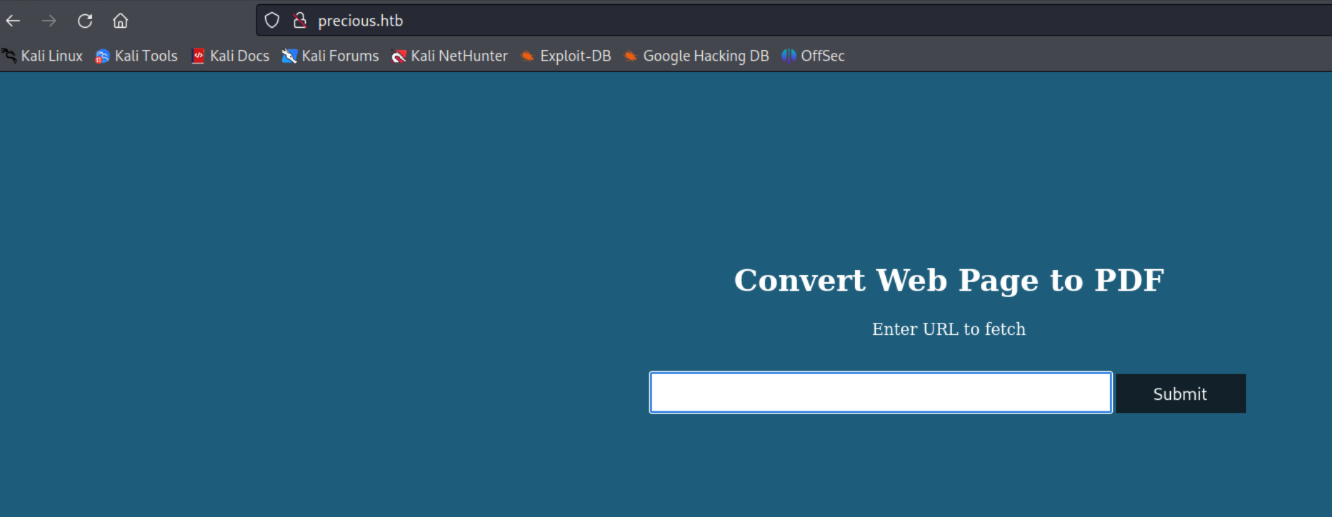 precious.htb
Kali Linux Kali Tools Kali Docs Kali Forums Kali NetHunter Exploit-DB Google Hacking DB OffSec
Convert Web Page to PDF
Enter URL to fetch
Submit